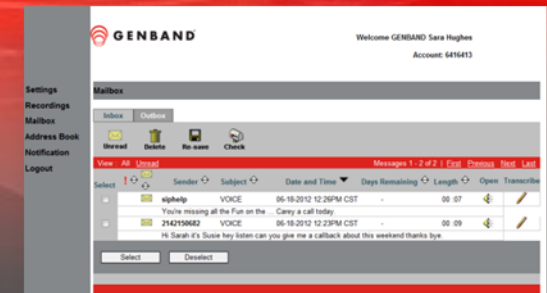 GENBAND
Welcome GENBAND Sara Hughes
Account: 6416413
Settings
Recordings
Mailbox
Address Book
Notification
Logout
Mailbox
Inbox Outbox
Unread Delete Re-save Check
View : All Unread Messages 1 - 2 of 2 | First Previous Next Last
Select ! Sender Subject Date and Time Days Remaining Length Open Transcribe
siphelp VOICE 06-18-2012 12:26PM CST - 00 :07
You're missing all the Fun on the ... Carey a call today.
2142150682 VOICE 06-18-2012 12:23PM CST - 00 :09
Hi Sarah it's Susie hey listen can you give me a callback about this weekend thanks bye.
Select Deselect